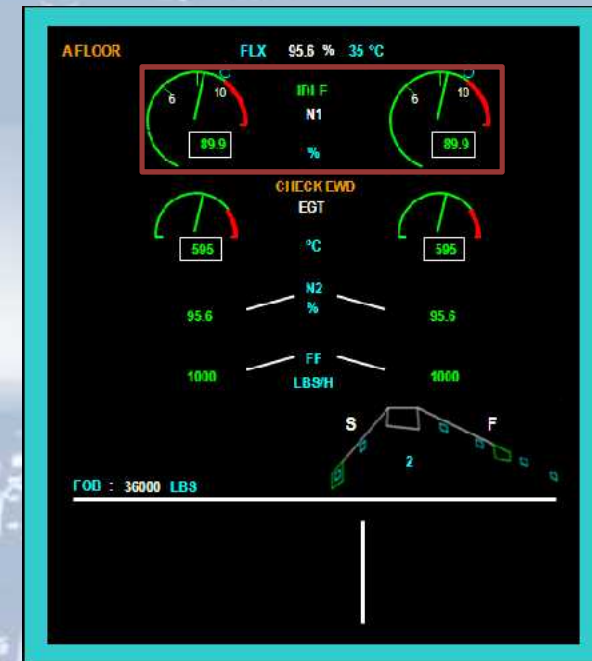 A FLOOR FLX 95.6 % 35 °C
6 10 IDLE 6 10
N1
89.9 % 89.9
CHECK EWD
EGT
595 °C 595
N2
95.6 % 95.6
FF
1000 LBS/H 1000
S F
2
FOB : 36000 LBS